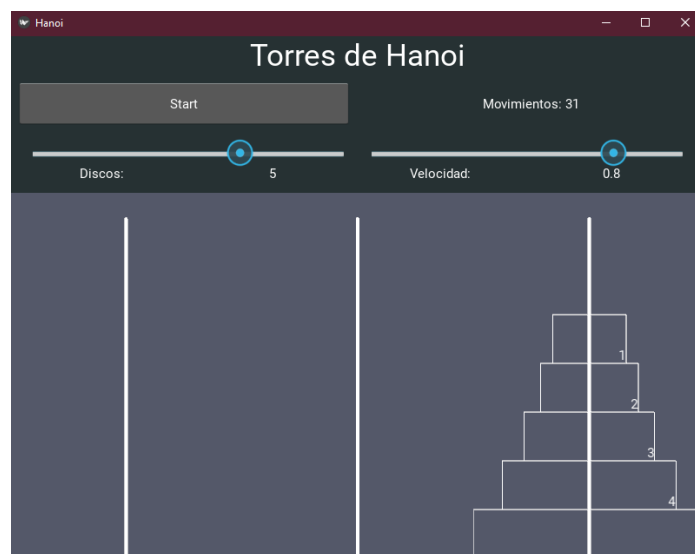 Hanoi
Torres de Hanoi
Start
Movimientos: 31
Discos:
5
Velocidad:
0.8
1
2
3
4